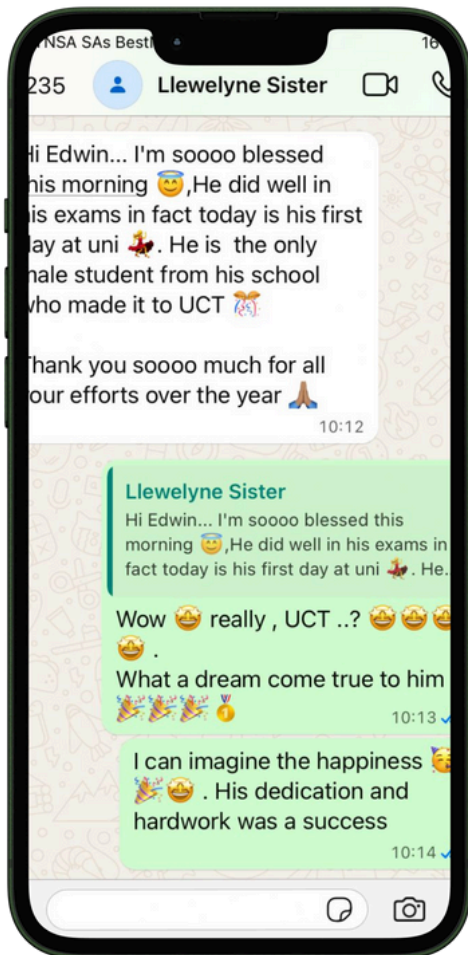 NSA SAs Best
16
235
Llewelyne Sister
Hi Edwin... I'm soooo blessed
this morning 😇,He did well in
his exams in fact today is his first
day at uni 💃. He is the only
male student from his school
who made it to UCT 🎊
Thank you soooo much for all
your efforts over the year 🙏🏽
10:12
Llewelyne Sister
Hi Edwin... I'm soooo blessed this
morning 😇,He did well in his exams in
fact today is his first day at uni 💃. He..
Wow 🤩 really , UCT ..? 🤩🤩🤩
🤩 .
What a dream come true to him
🎉🎉🎉🏅
10:13
I can imagine the happiness 🥳
🎉🤩 . His dedication and
hardwork was a success
10:14